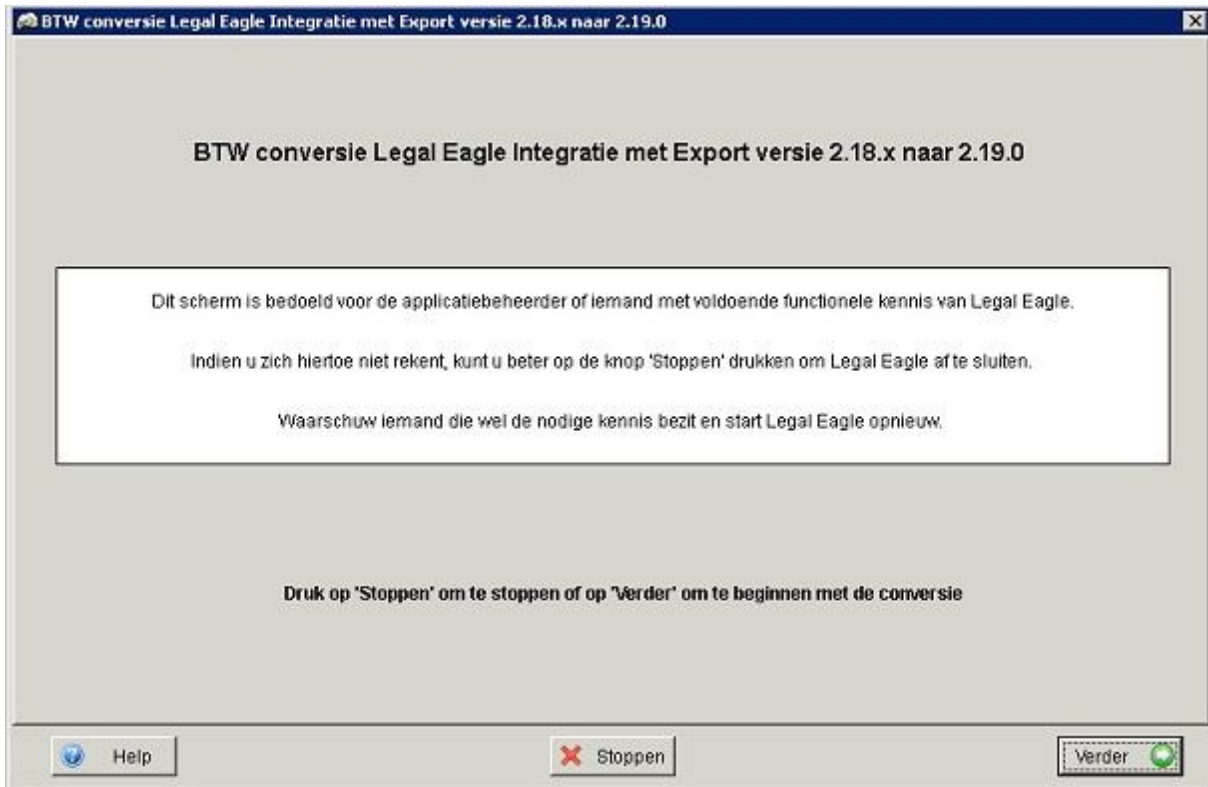 BTW conversie Legal Eagle Integratie met Export versie 2.18.x naar 2.19.0
BTW conversie Legal Eagle Integratie met Export versie 2.18.x naar 2.19.0
Dit scherm is bedoeld voor de applicatiebeheerder of iemand met voldoende functionele kennis van Legal Eagle.
Indien u zich hiertoe niet rekent, kunt u beter op de knop 'Stoppen' drukken om Legal Eagle af te sluiten.
Waarschuw iemand die wel de nodige kennis bezit en start Legal Eagle opnieuw.
Druk op 'Stoppen' om te stoppen of op 'Verder' om te beginnen met de conversie
Help Stoppen Verder